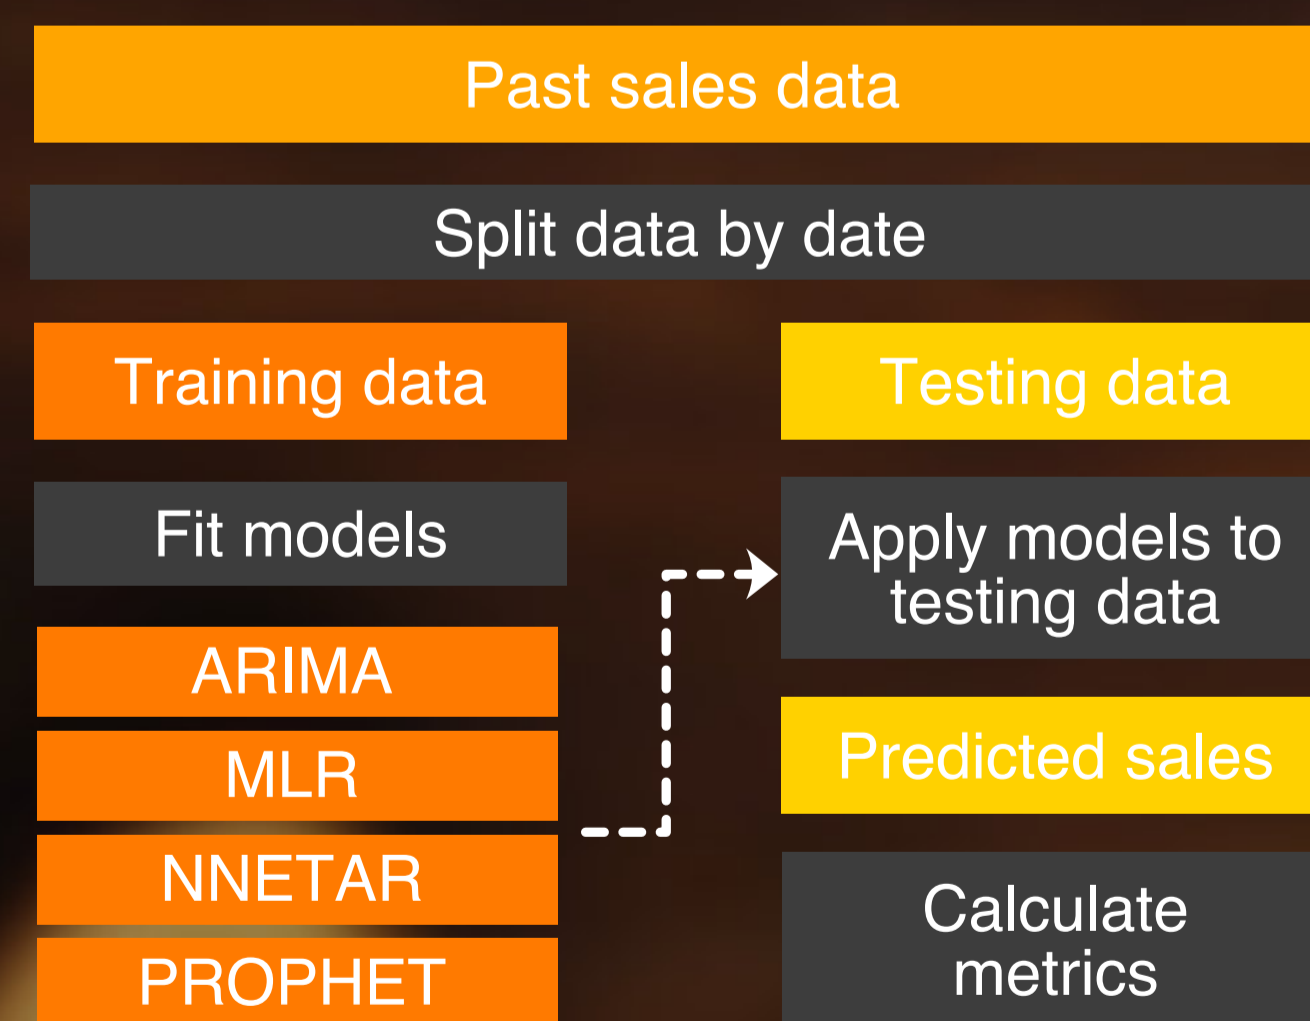 Past sales data
Split data by date
Training data
Fit models
ARIMA
MLR
NNETAR
PROPHET
Testing data
Apply models to
testing data
Predicted sales
Calculate
metrics